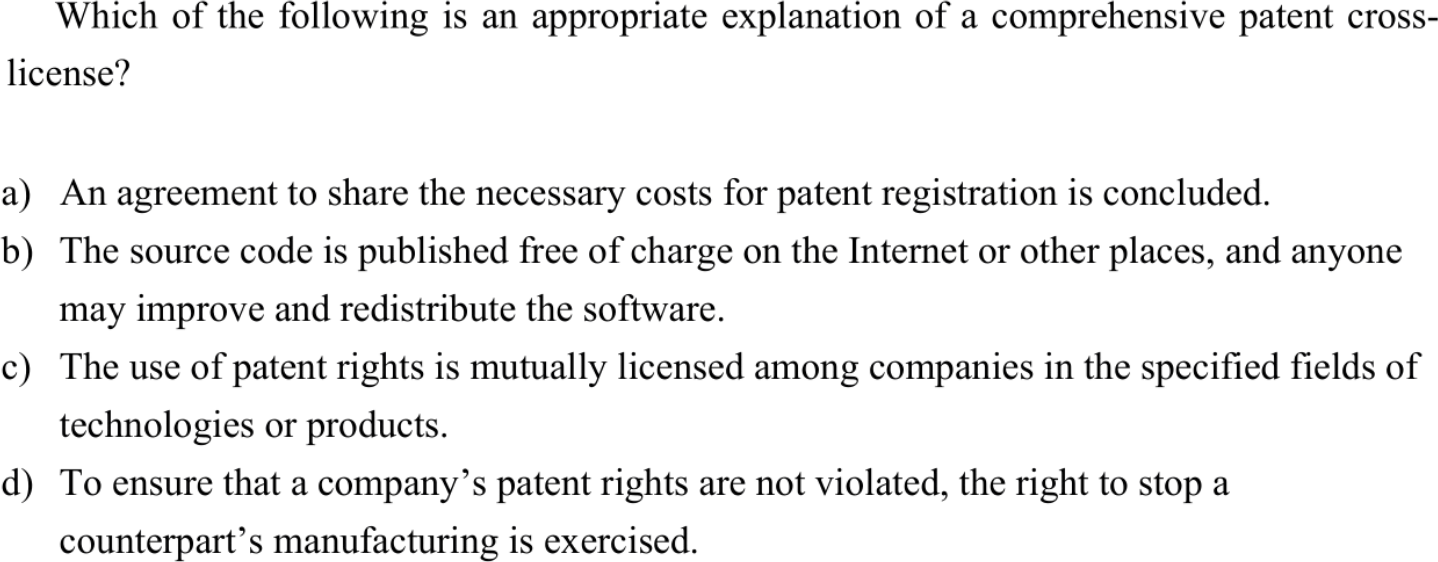 Which of the following is an appropriate explanation of a comprehensive patent cross-
license?
a) An agreement to share the necessary costs for patent registration is concluded.
b) The source code is published free of charge on the Internet or other places, and anyone
may improve and redistribute the software.
c) The use of patent rights is mutually licensed among companies in the specified fields of
technologies or products.
d) To ensure that a company’s patent rights are not violated, the right to stop a
counterpart’s manufacturing is exercised.